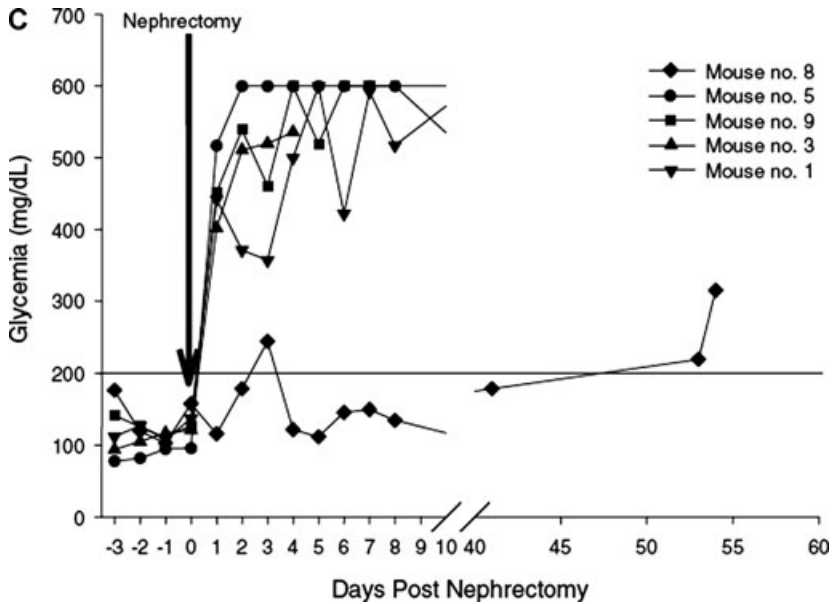 C
Nephrectomy
700
600
500
400
300
200
100
0
Glycemia (mg/dL)
Mouse no. 8
Mouse no. 5
Mouse no. 9
Mouse no. 3
Mouse no. 1
-3 -2 -1 0 1 2 3 4 5 6 7 8 9 10 40 45 50 55 60
Days Post Nephrectomy